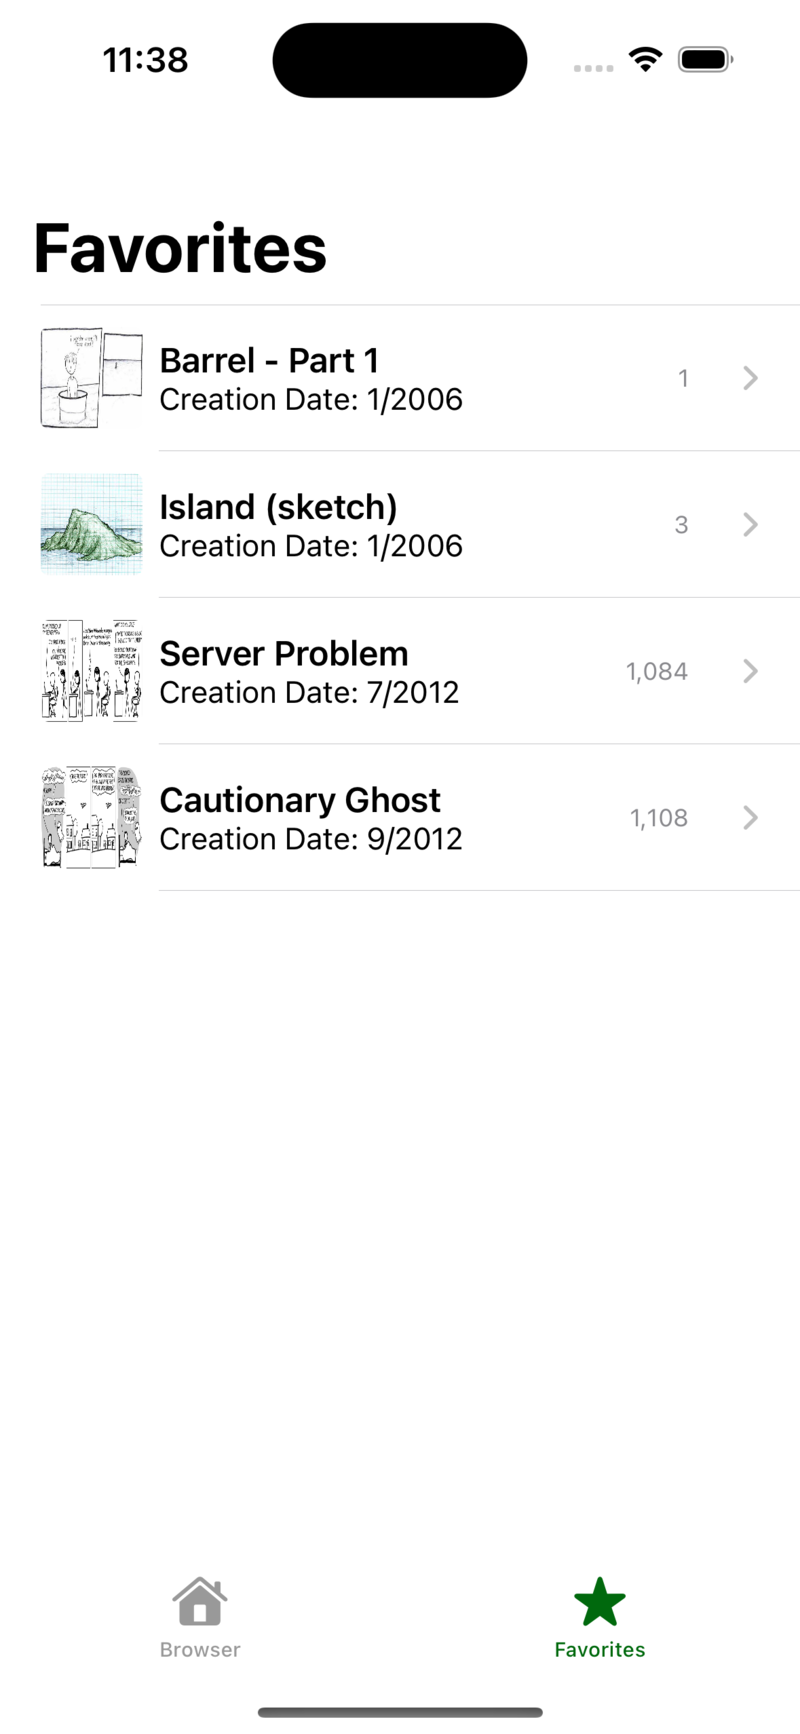 11:38
Favorites
Barrel - Part 1
Creation Date: 1/2006
1
Island (sketch)
Creation Date: 1/2006
3
Server Problem
Creation Date: 7/2012
1,084
Cautionary Ghost
Creation Date: 9/2012
1,108
Browser
Favorites